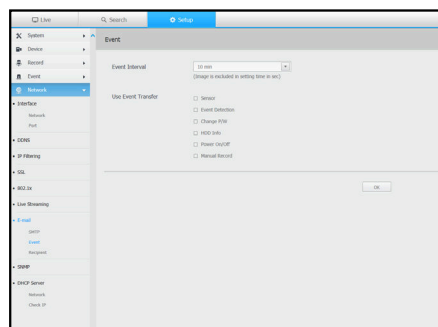 Live
Search
Setup
System
Device
Record
Event
Network
Interface
Network
Port
DDNS
IP Filtering
SSL
802.1x
Live Streaming
E-mail
SMTP
Event
Recipient
SNMP
DHCP Server
Network
Check IP
Event
Event Interval
10 min
(Image is excluded in setting time in sec)
Use Event Transfer
Sensor
Event Detection
Change P/W
HDD Info
Power On/Off
Manual Record
OK